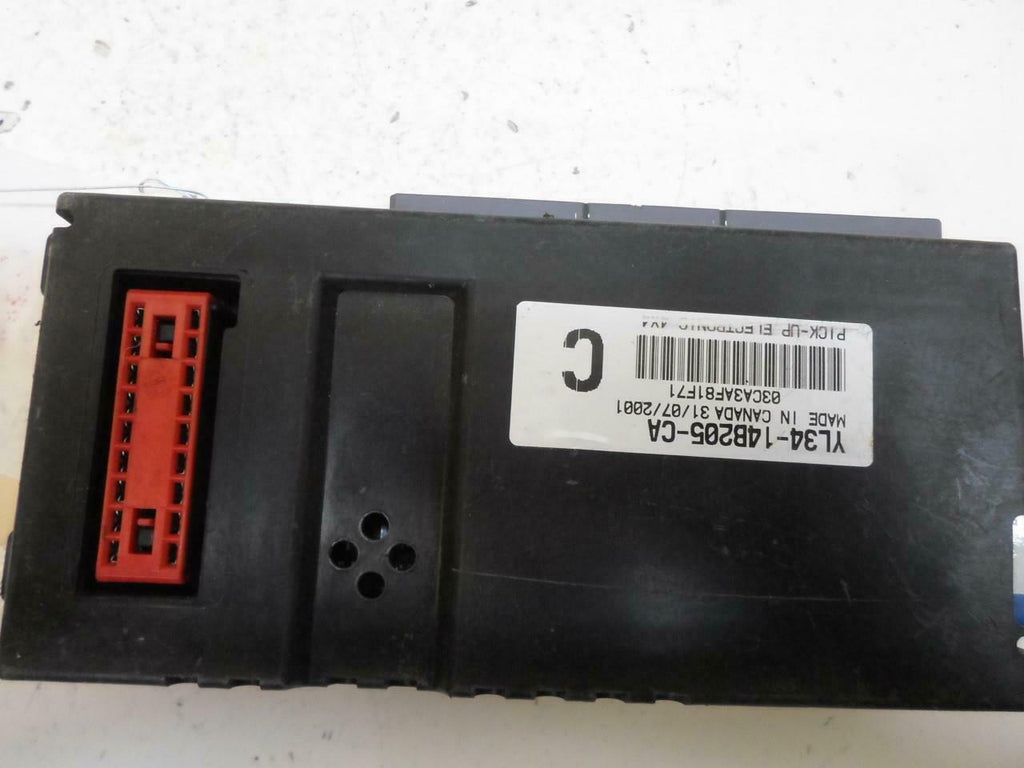 YL34-14B205-CA
MADE IN CANADA 31/07/2001
03CA3AF81F71
C
PICK-UP ELECTRONIC 4X4